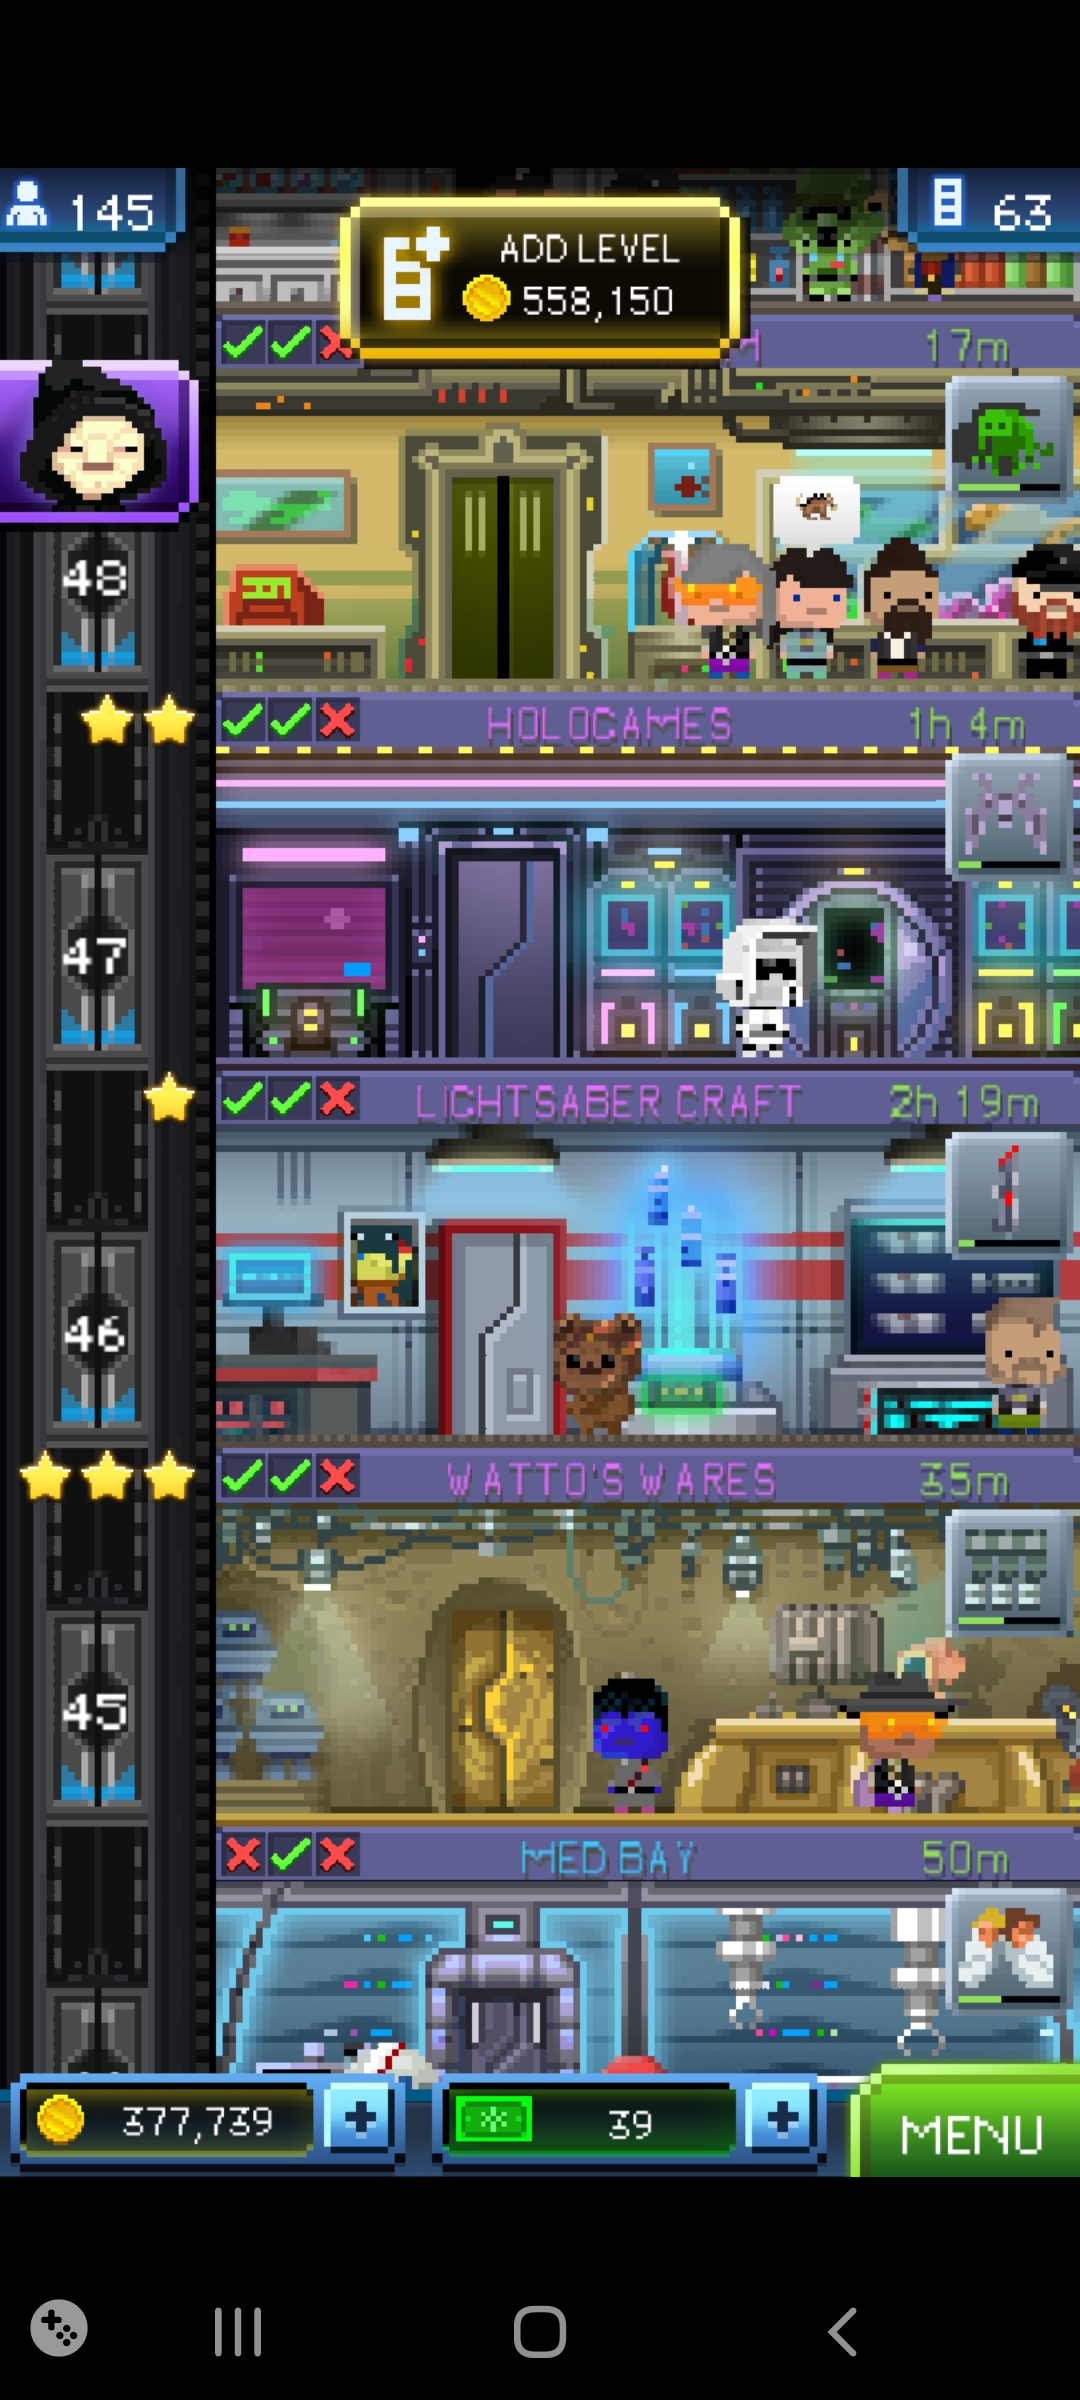 145
ADD LEVEL
558,150
63
17m
48
HOLOGAMES
1h 4m
47
LIGHTSABER CRAFT
2h 19m
46
WATTO'S WARES
35m
45
MED BAY
50m
377,739
39
MENU